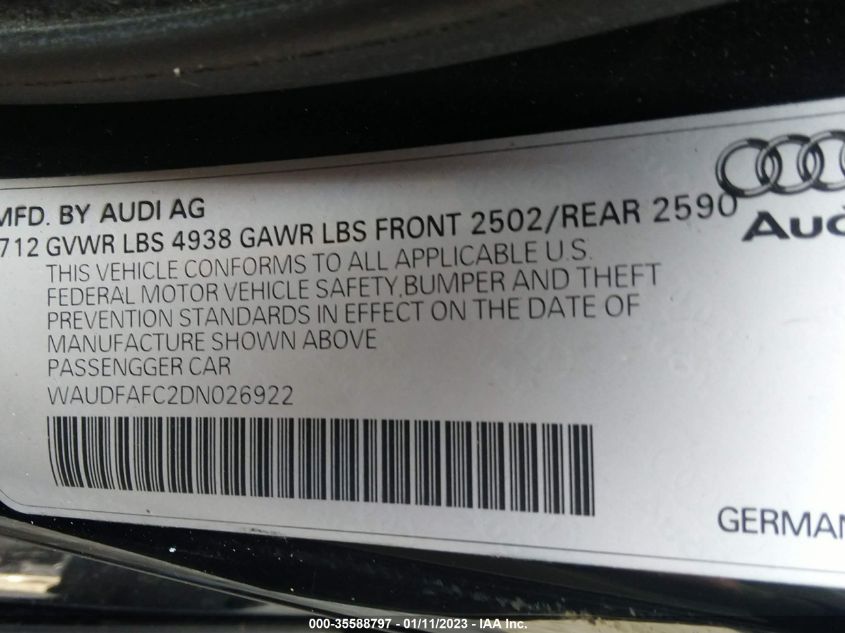 MFD. BY AUDI AG
712 GVWR LBS 4938 GAWR LBS FRONT 2502/REAR 2590
THIS VEHICLE CONFORMS TO ALL APPLICABLE U.S.
FEDERAL MOTOR VEHICLE SAFETY,BUMPER AND THEFT
PREVENTION STANDARDS IN EFFECT ON THE DATE OF
MANUFACTURE SHOWN ABOVE
PASSENGGER CAR
WAUDFAFC2DN026922
Aud
GERMAN
000-35588797 - 01/11/2023 - IAA Inc.